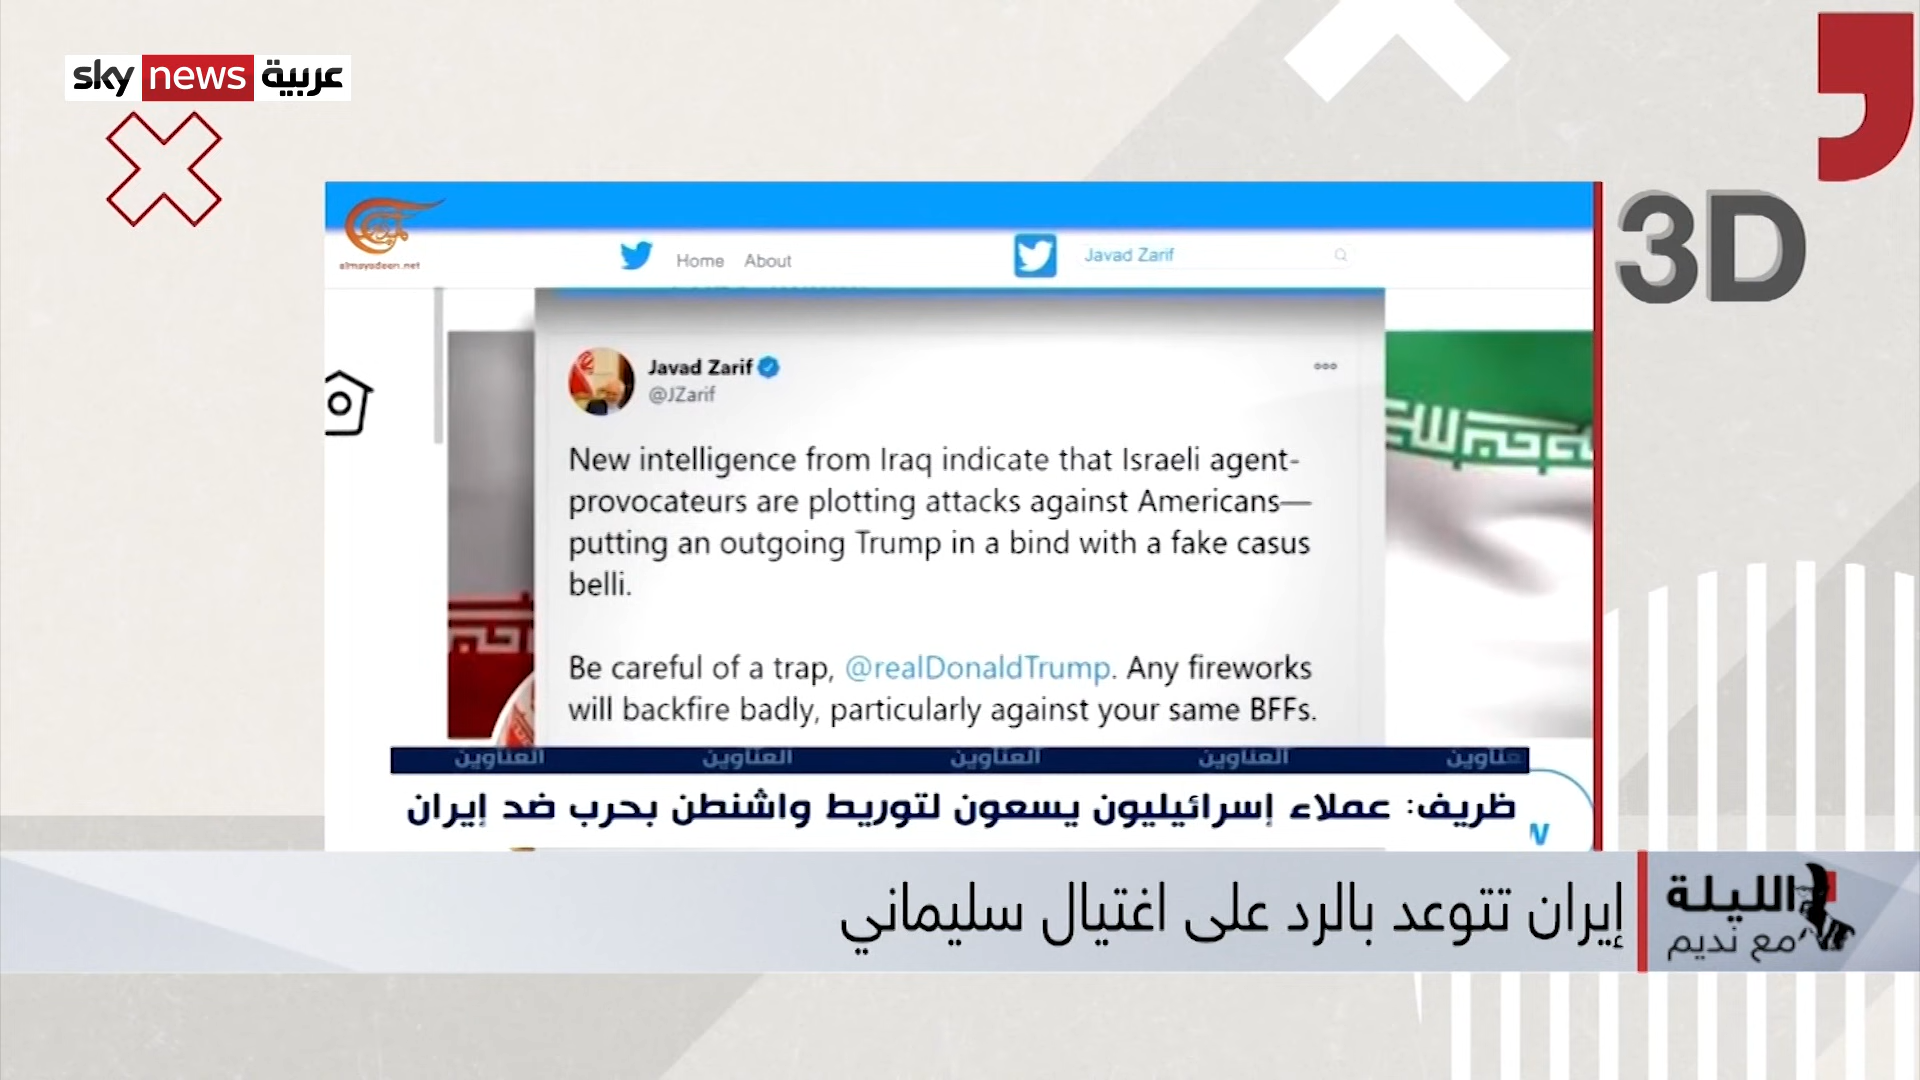 sky news عربية
3D
almayadeen.net
Home About
Javad Zarif
Javad Zarif
@JZarif
New intelligence from Iraq indicate that Israeli agent-
provocateurs are plotting attacks against Americans—
putting an outgoing Trump in a bind with a fake casus
belli.
Be careful of a trap, @realDonaldTrump. Any fireworks
will backfire badly, particularly against your same BFFs.
العناوين العناوين العناوين العناوين العناوين
ظريف: عملاء إسرائيليون يسعون لتوريط واشنطن بحرب ضد إيران
إيران تتوعد بالرد على اغتيال سليماني
الليلة
مع نديم